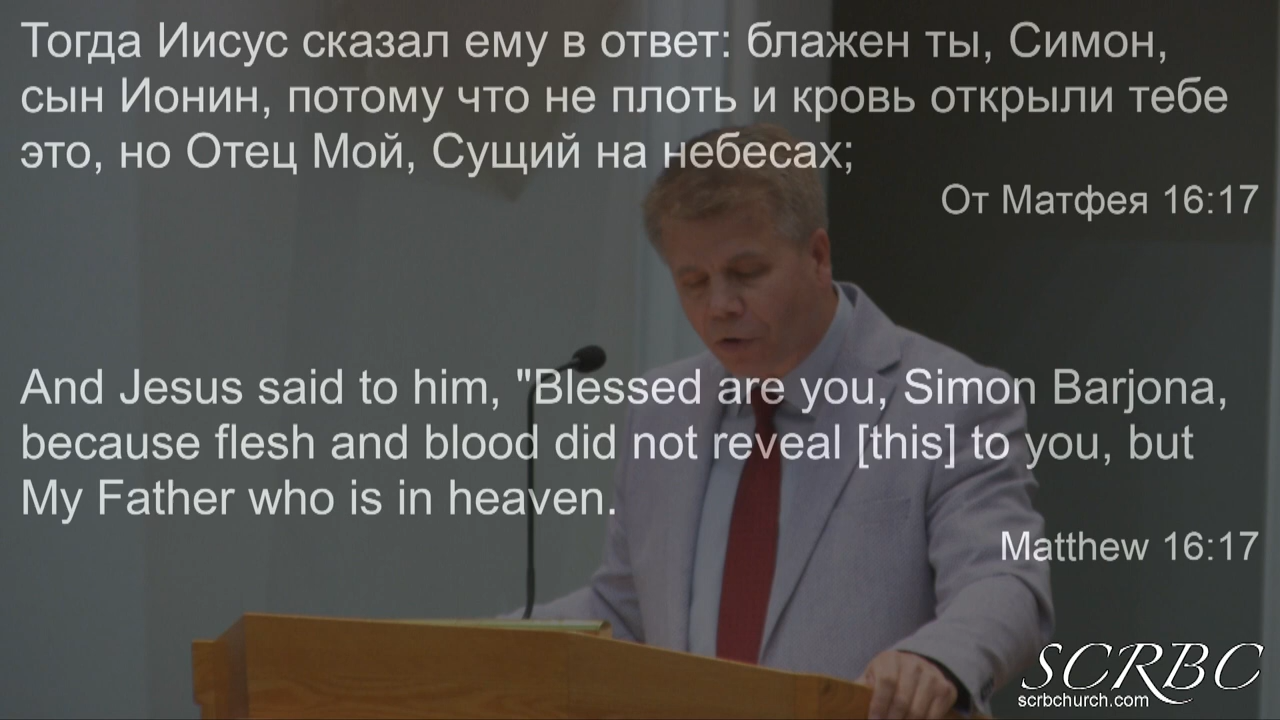 Тогда Иисус сказал ему в ответ: блажен ты, Симон,
сын Ионин, потому что не плоть и кровь открыли тебе
это, но Отец Мой, Сущий на небесах;
От Матфея 16:17
And Jesus said to him, "Blessed are you, Simon Barjona,
because flesh and blood did not reveal [this] to you, but
My Father who is in heaven.
Matthew 16:17
SCRBC
scrbchurch.com